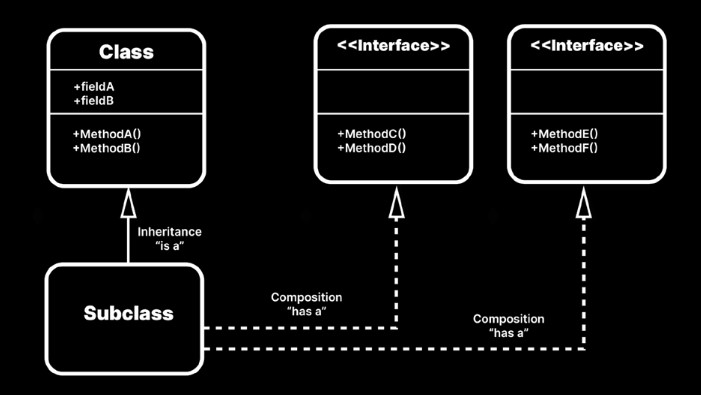 Class
+fieldA
+fieldB
+MethodA()
+MethodB()
<<Interface>>
+MethodC()
+MethodD()
<<Interface>>
+MethodE()
+MethodF()
Inheritance
“is a”
Subclass
Composition
“has a”
Composition
“has a”